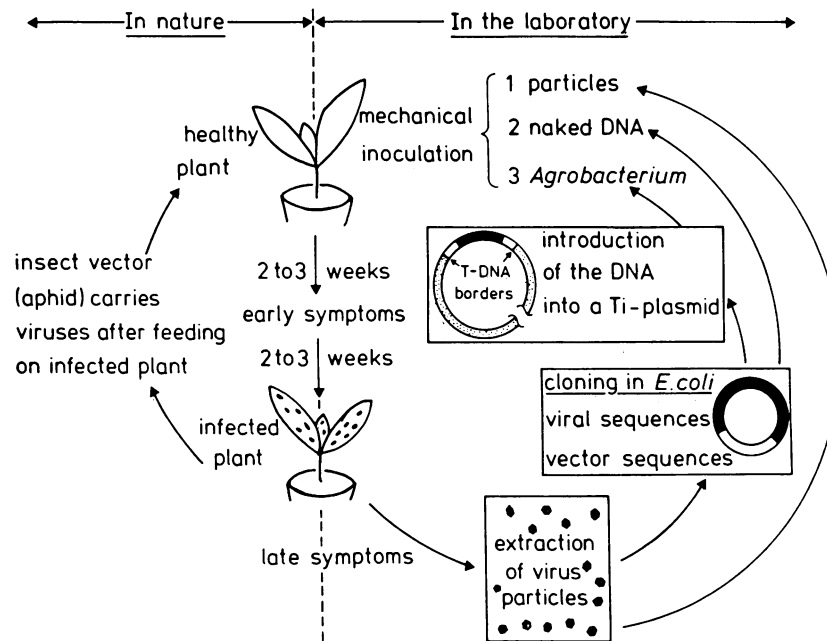 In nature
In the laboratory
healthy
plant
mechanical
inoculation
1 particles
2 naked DNA
3 Agrobacterium
insect vector
(aphid) carries
viruses after feeding
on infected plant
2 to 3 weeks
early symptoms
2 to 3 weeks
infected
plant
late symptoms
T-DNA
borders
introduction
of the DNA
into a Ti-plasmid
cloning in E.coli
viral sequences
vector sequences
extraction
of virus
particles